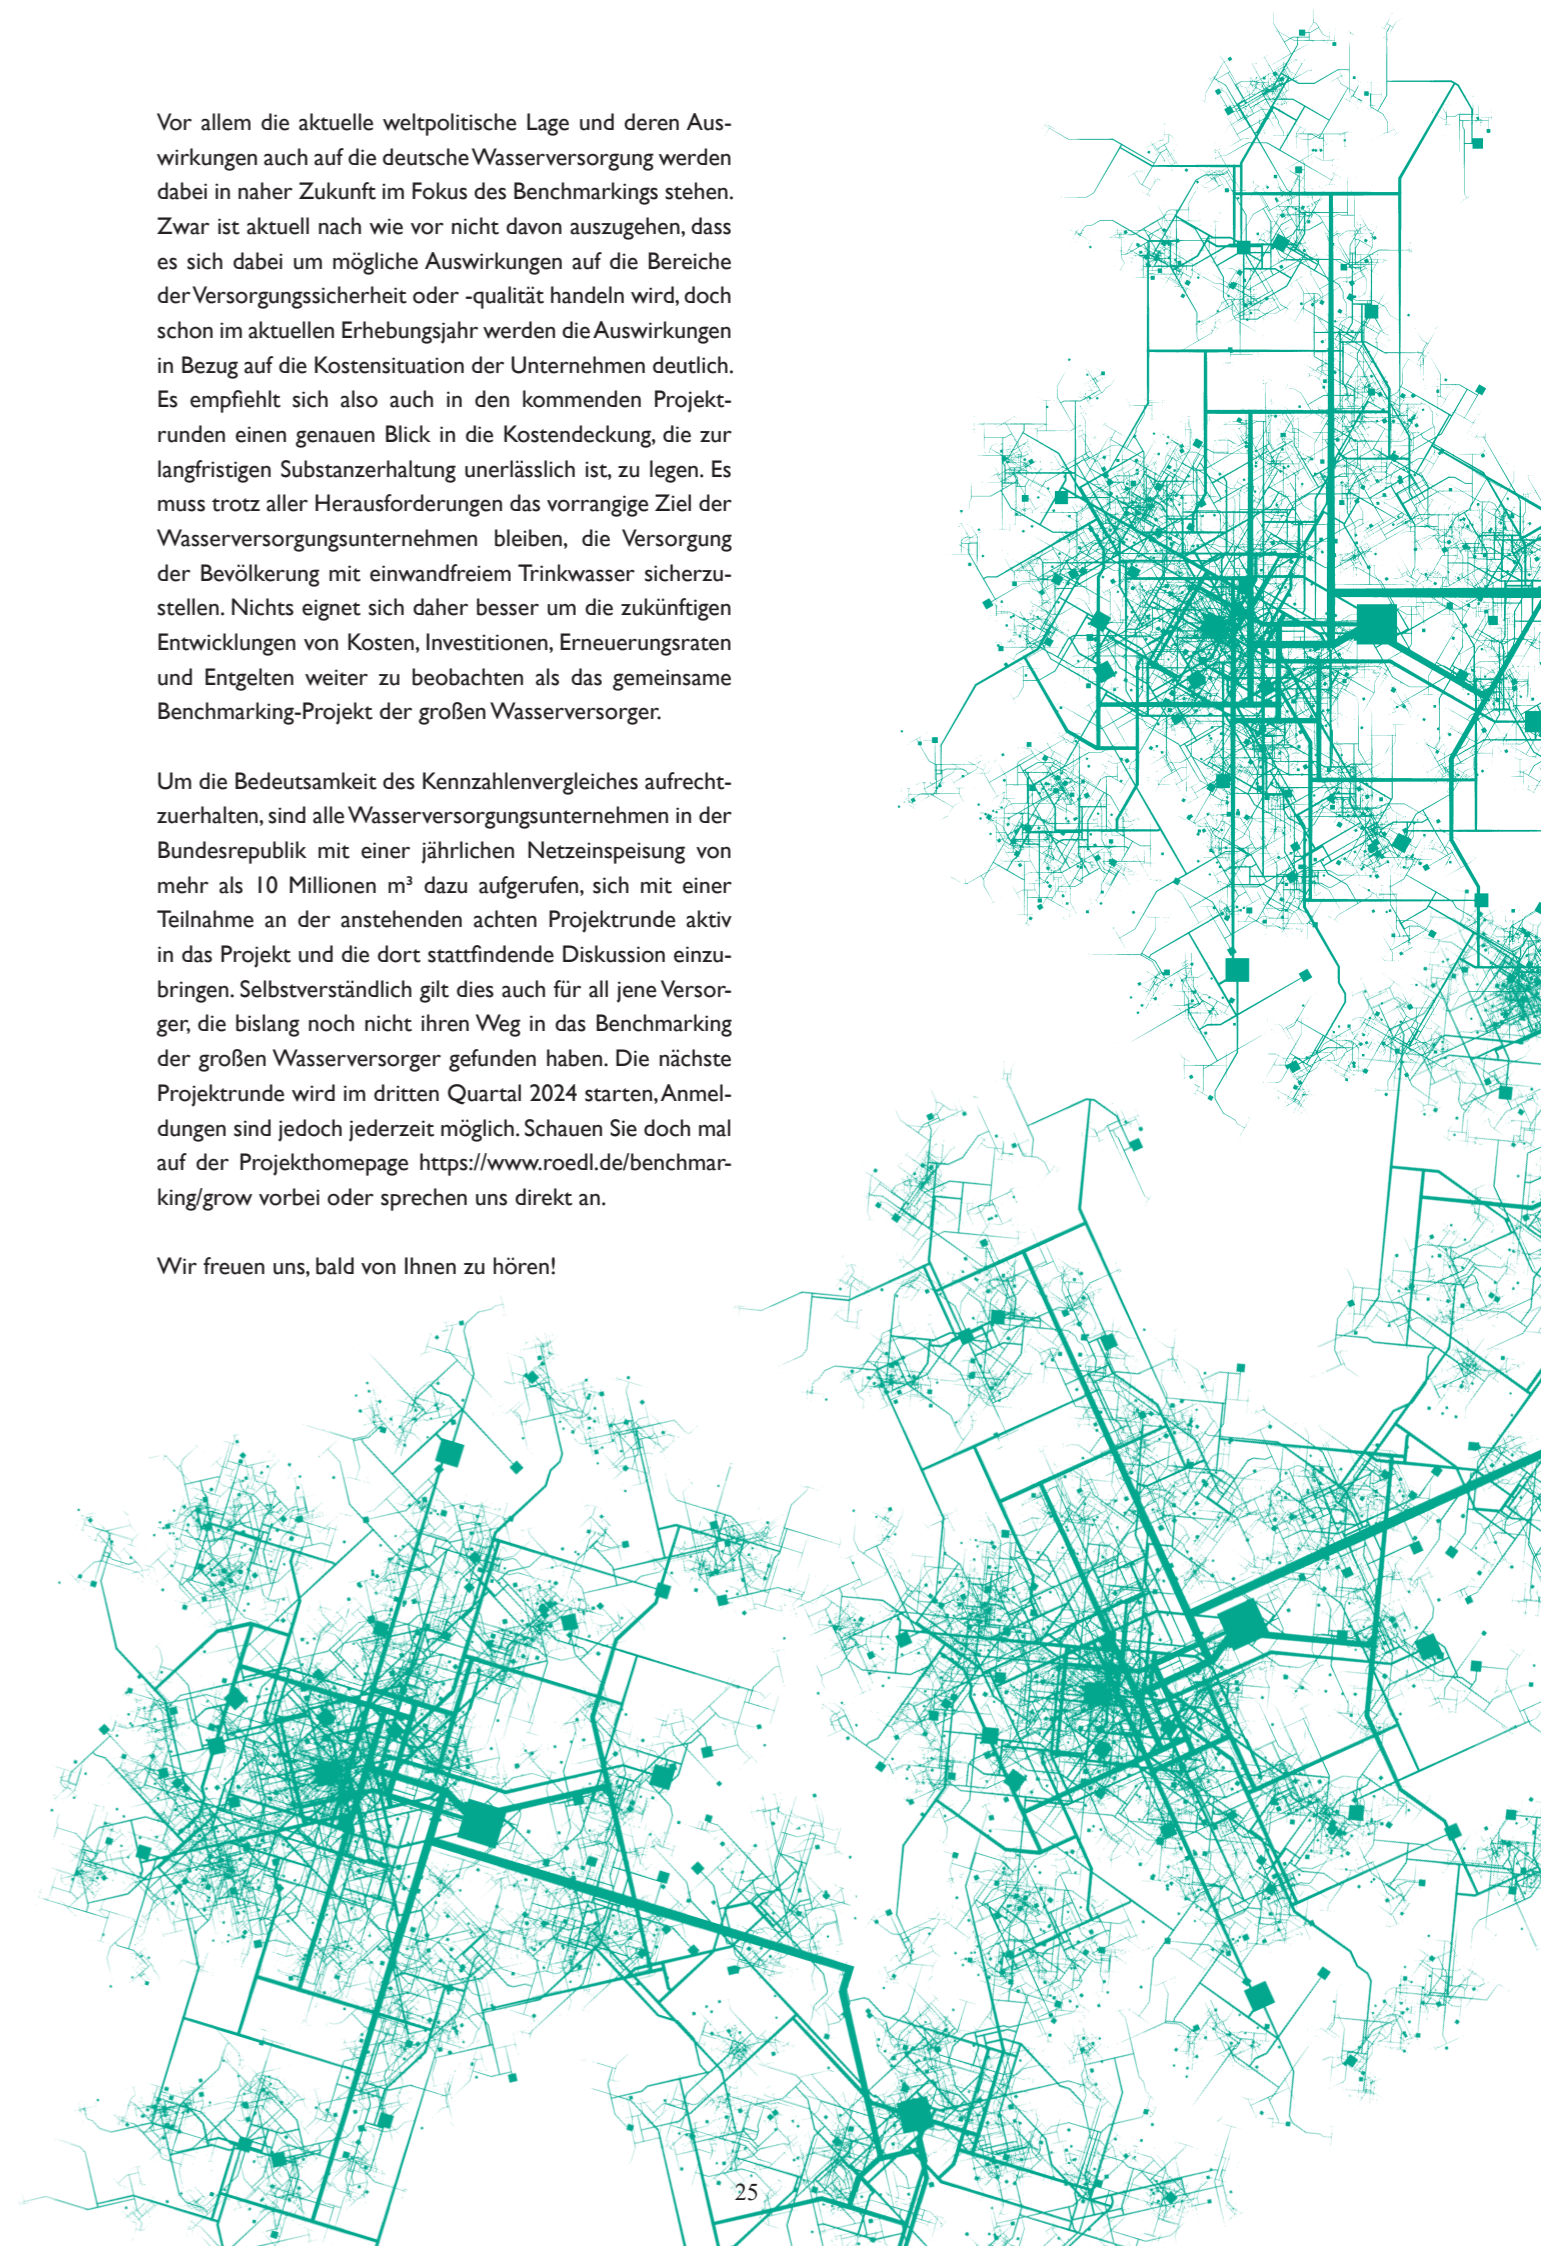 Vor allem die aktuelle weltpolitische Lage und deren Aus-
wirkungen auch auf die deutsche Wasserversorgung werden
dabei in naher Zukunft im Fokus des Benchmarkings stehen.
Zwar ist aktuell nach wie vor nicht davon auszugehen, dass
es sich dabei um mögliche Auswirkungen auf die Bereiche
der Versorgungssicherheit oder -qualität handeln wird, doch
schon im aktuellen Erhebungsjahr werden die Auswirkungen
in Bezug auf die Kostensituation der Unternehmen deutlich.
Es empfiehlt sich also auch in den kommenden Projekt-
runden einen genauen Blick in die Kostendeckung, die zur
langfristigen Substanzerhaltung unerlässlich ist, zu legen. Es
muss trotz aller Herausforderungen das vorrangige Ziel der
Wasserversorgungsunternehmen bleiben, die Versorgung
der Bevölkerung mit einwandfreiem Trinkwasser sicherzu-
stellen. Nichts eignet sich daher besser um die zukünftigen
Entwicklungen von Kosten, Investitionen, Erneuerungsraten
und Entgelten weiter zu beobachten als das gemeinsame
Benchmarking-Projekt der großen Wasserversorger.
Um die Bedeutsamkeit des Kennzahlenvergleiches aufrecht-
zuerhalten, sind alle Wasserversorgungsunternehmen in der
Bundesrepublik mit einer jährlichen Netzeinspeisung von
mehr als 10 Millionen m³ dazu aufgerufen, sich mit einer
Teilnahme an der anstehenden achten Projektrunde aktiv
in das Projekt und die dort stattfindende Diskussion einzu-
bringen. Selbstverständlich gilt dies auch für all jene Versor-
ger, die bislang noch nicht ihren Weg in das Benchmarking
der großen Wasserversorger gefunden haben. Die nächste
Projektrunde wird im dritten Quartal 2024 starten, Anmel-
dungen sind jedoch jederzeit möglich. Schauen Sie doch mal
auf der Projekthomepage https://www.roedl.de/benchmar-
king/grow vorbei oder sprechen uns direkt an.
Wir freuen uns, bald von Ihnen zu hören!
25